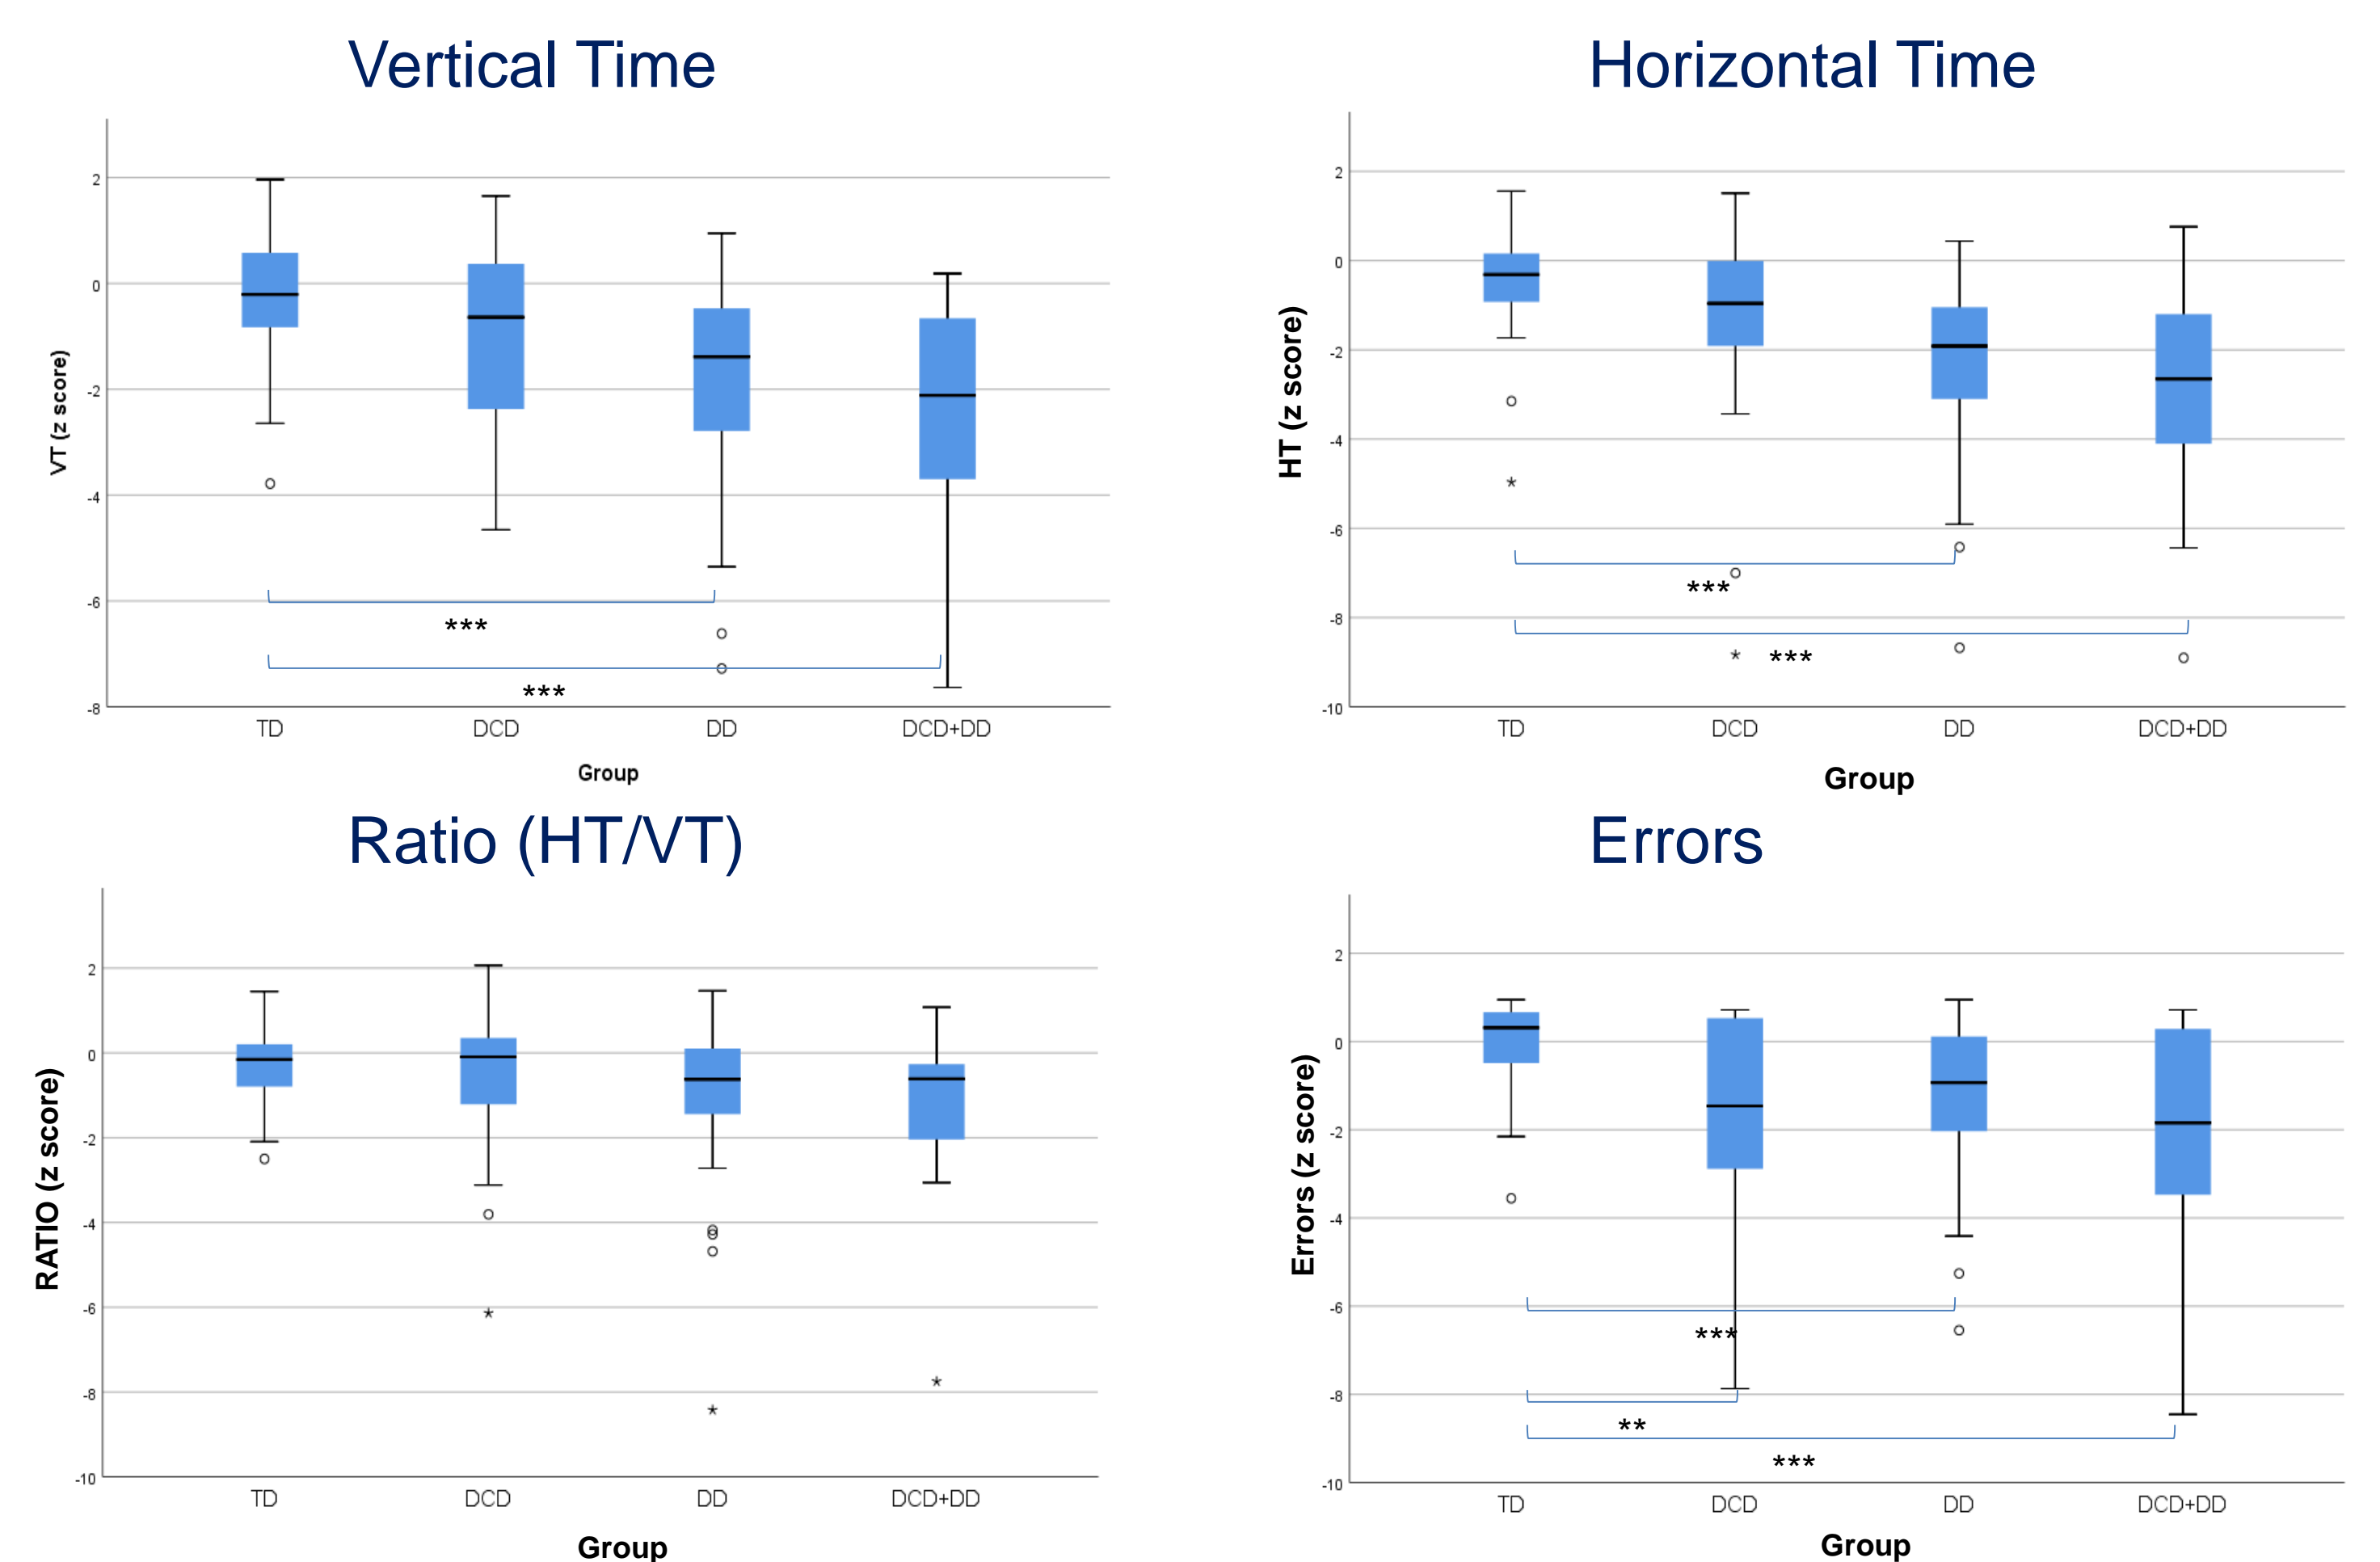 Vertical Time
2
0
-2
-4
-6
-8
VT (z score)
***
***
TD DCD DD DCD+DD
Group
Horizontal Time
2
0
-2
-4
-6
-8
-10
HT (z score)
***
***
TD DCD DD DCD+DD
Group
Ratio (HT/VT)
2
0
-2
-4
-6
-8
-10
RATIO (z score)
TD DCD DD DCD+DD
Group
Errors
2
0
-2
-4
-6
-8
-10
Errors (z score)
***
**
***
TD DCD DD DCD+DD
Group